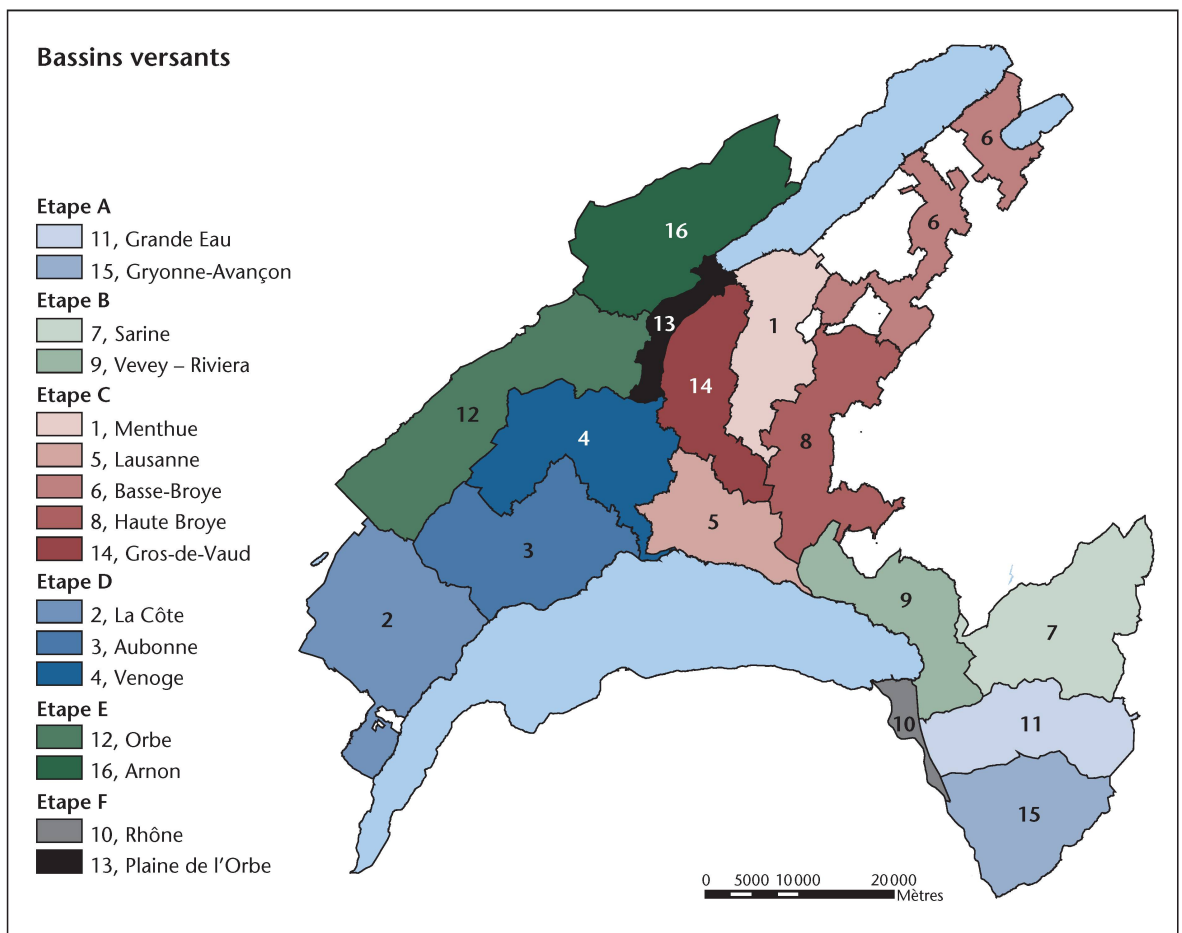 Bassins versants
Etape A
11, Grande Eau
15, Gryonne-Avançon
Etape B
7, Sarine
9, Vevey – Riviera
Etape C
1, Menthue
5, Lausanne
6, Basse-Broye
8, Haute Broye
14, Gros-de-Vaud
Etape D
2, La Côte
3, Aubonne
4, Venoge
Etape E
12, Orbe
16, Arnon
Etape F
10, Rhône
13, Plaine de l’Orbe
6
6
16
13
1
14
12
4
8
5
3
9
2
7
10
11
15
0 5000 10000 20000
Mètres